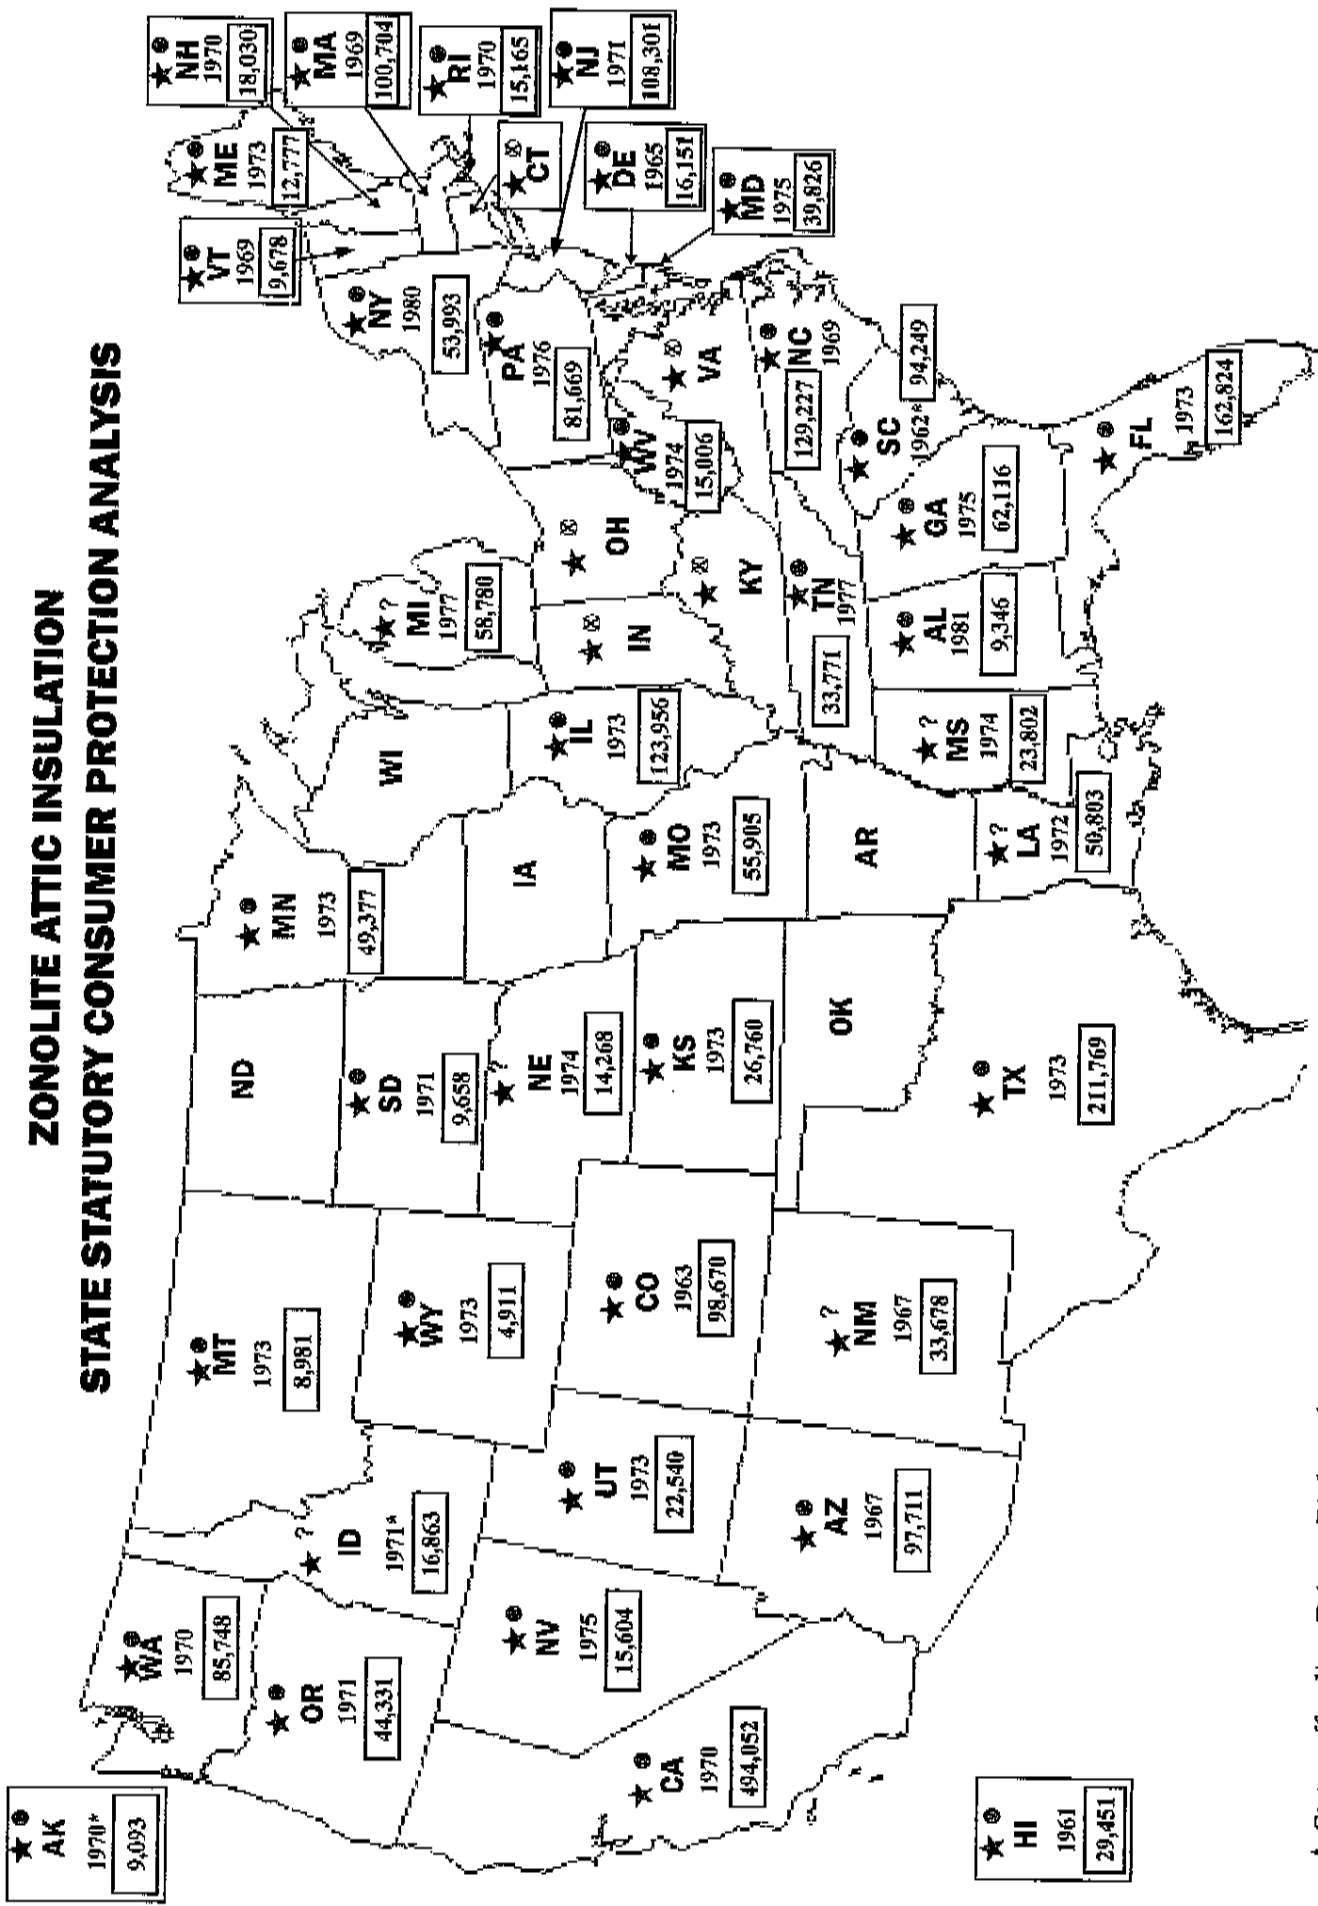 ZONOLITE ATTIC INSULATION
STATE STATUTORY CONSUMER PROTECTION ANALYSIS
★ ⊕
AK
1970*
9,093
★ ⊕
WA
1970
85,748
★ ⊕
OR
1971
44,331
★ ⊕
CA
1970
494,052
★ ⊕
HI
1961
29,451
★ ⊕
NV
1975
15,604
★ ?
ID
1971*
16,863
★ ⊕
MT
1973
8,981
★ ⊕
WY
1973
4,911
★ ⊕
UT
1973
22,540
★ ⊕
AZ
1967
97,711
★ ⊕
CO
1963
98,670
★ ?
NM
1967
33,678
ND
★ ⊕
SD
1971
9,658
★ ?
NE
1974
14,268
★ ⊕
KS
1973
26,760
OK
★ ⊕
TX
1973
211,769
★ ⊕
MN
1973
49,377
IA
★ ⊕
MO
1973
55,905
AR
★ ?
LA
1972
50,803
WI
★ ⊕
IL
1973
123,956
★ ?
MI
1977
58,780
★ ⊗
IN
★ ⊗
OH
★ ⊗
KY
★ ⊕
TN
1977
33,771
★ ?
MS
1974
23,802
★ ⊕
AL
1981
9,346
★ ⊕
GA
1975
62,116
★ ⊕
FL
1973
162,824
★ ⊕
SC
1962*
94,249
★ ⊕
NC
1969
129,227
★ ⊗
VA
★ ⊕
WV
1974
15,006
★ ⊕
PA
1976
81,669
★ ⊕
NY
1980
53,993
★ ⊕
VT
1969
9,678
★ ⊕
ME
1973
12,777
★ ⊕
NH
1970
18,030
★ ⊕
MA
1969
100,704
★ ⊕
RI
1970
15,165
★ ⊗
CT
★ ⊕
NJ
1971
108,301
★ ⊕
DE
1965
16,151
★ ⊕
MD
1975
39,826